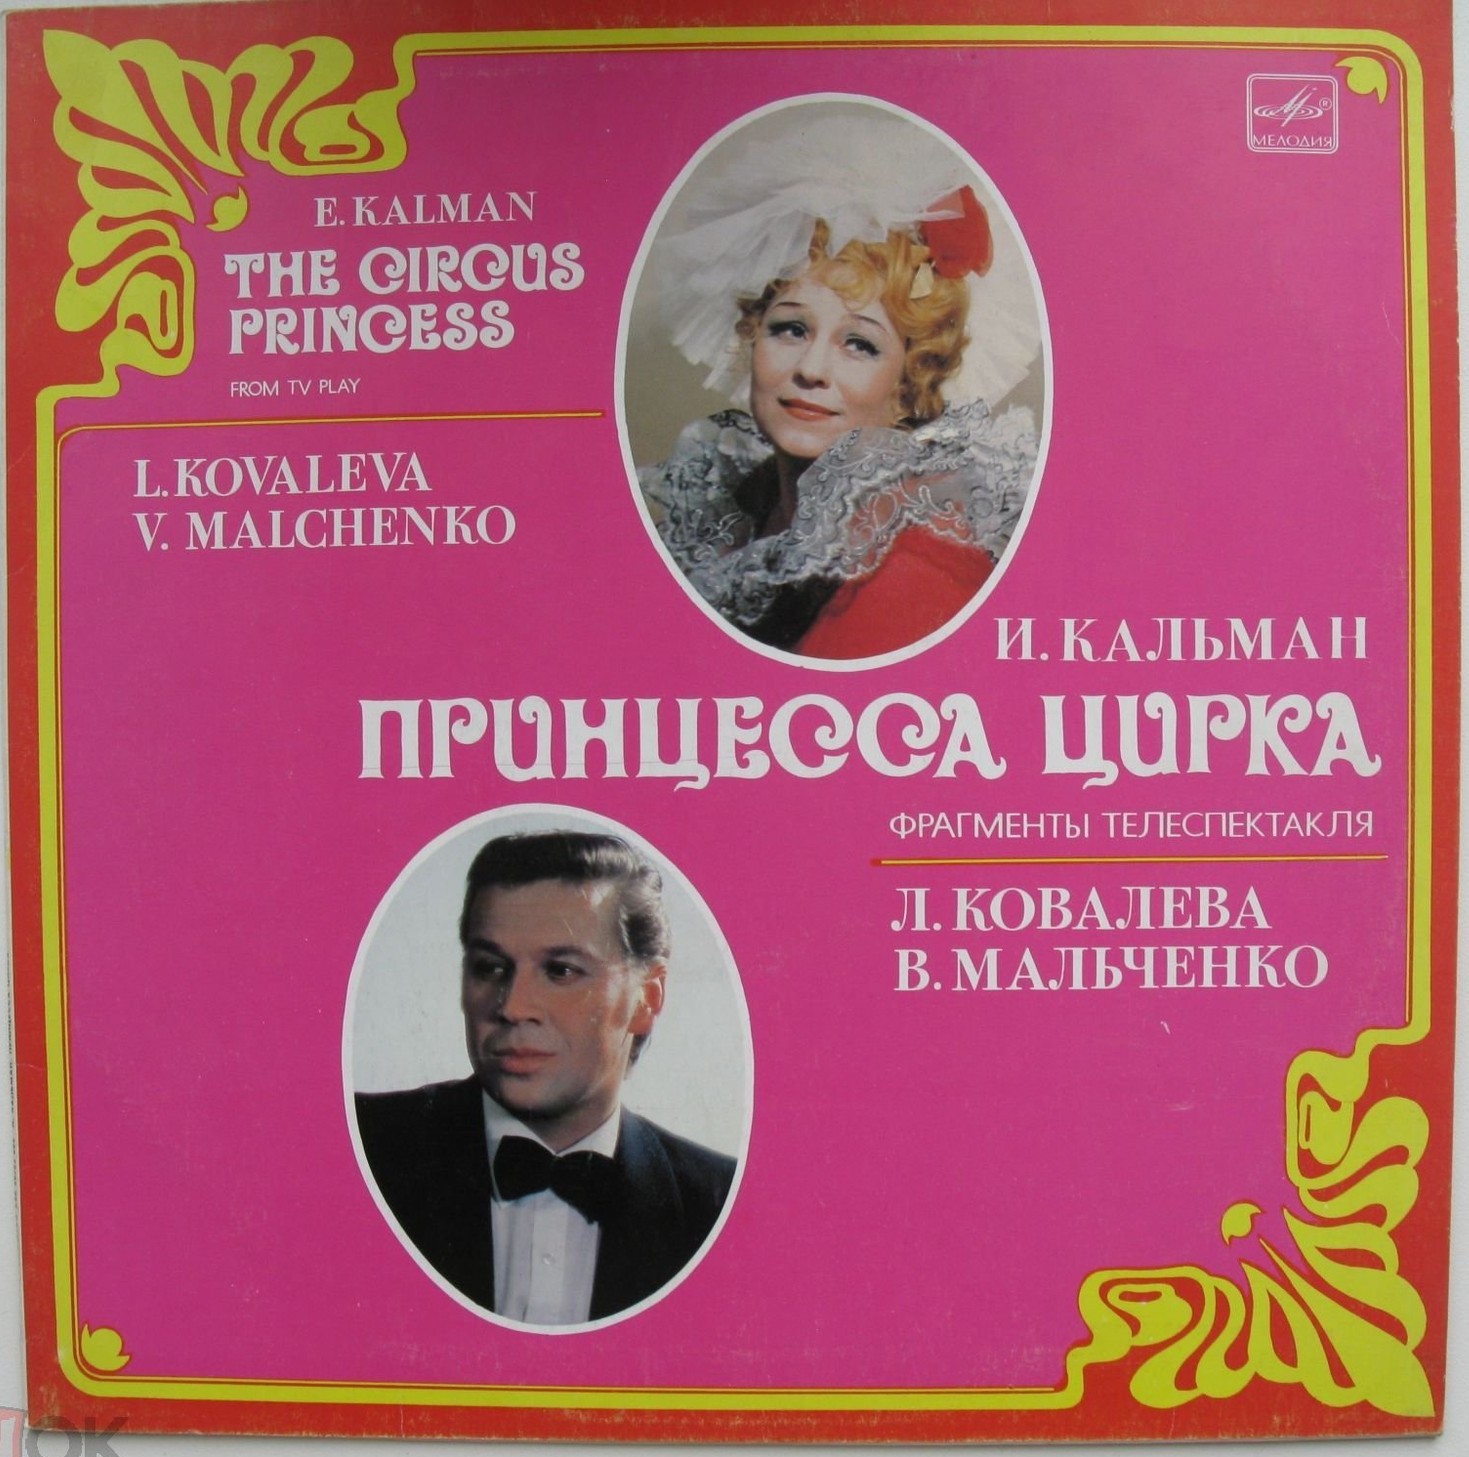 E. KALMAN
THE CIRCUS
PRINCESS
FROM TV PLAY
L. KOVALEVA
V. MALCHENKO
МЕЛОДИЯ
И. КАЛЬМАН
ПРИНЦЕССА ЦИРКА
ФРАГМЕНТЫ ТЕЛЕСПЕКТАКЛЯ
Л. КОВАЛЕВА
В. МАЛЬЧЕНКО